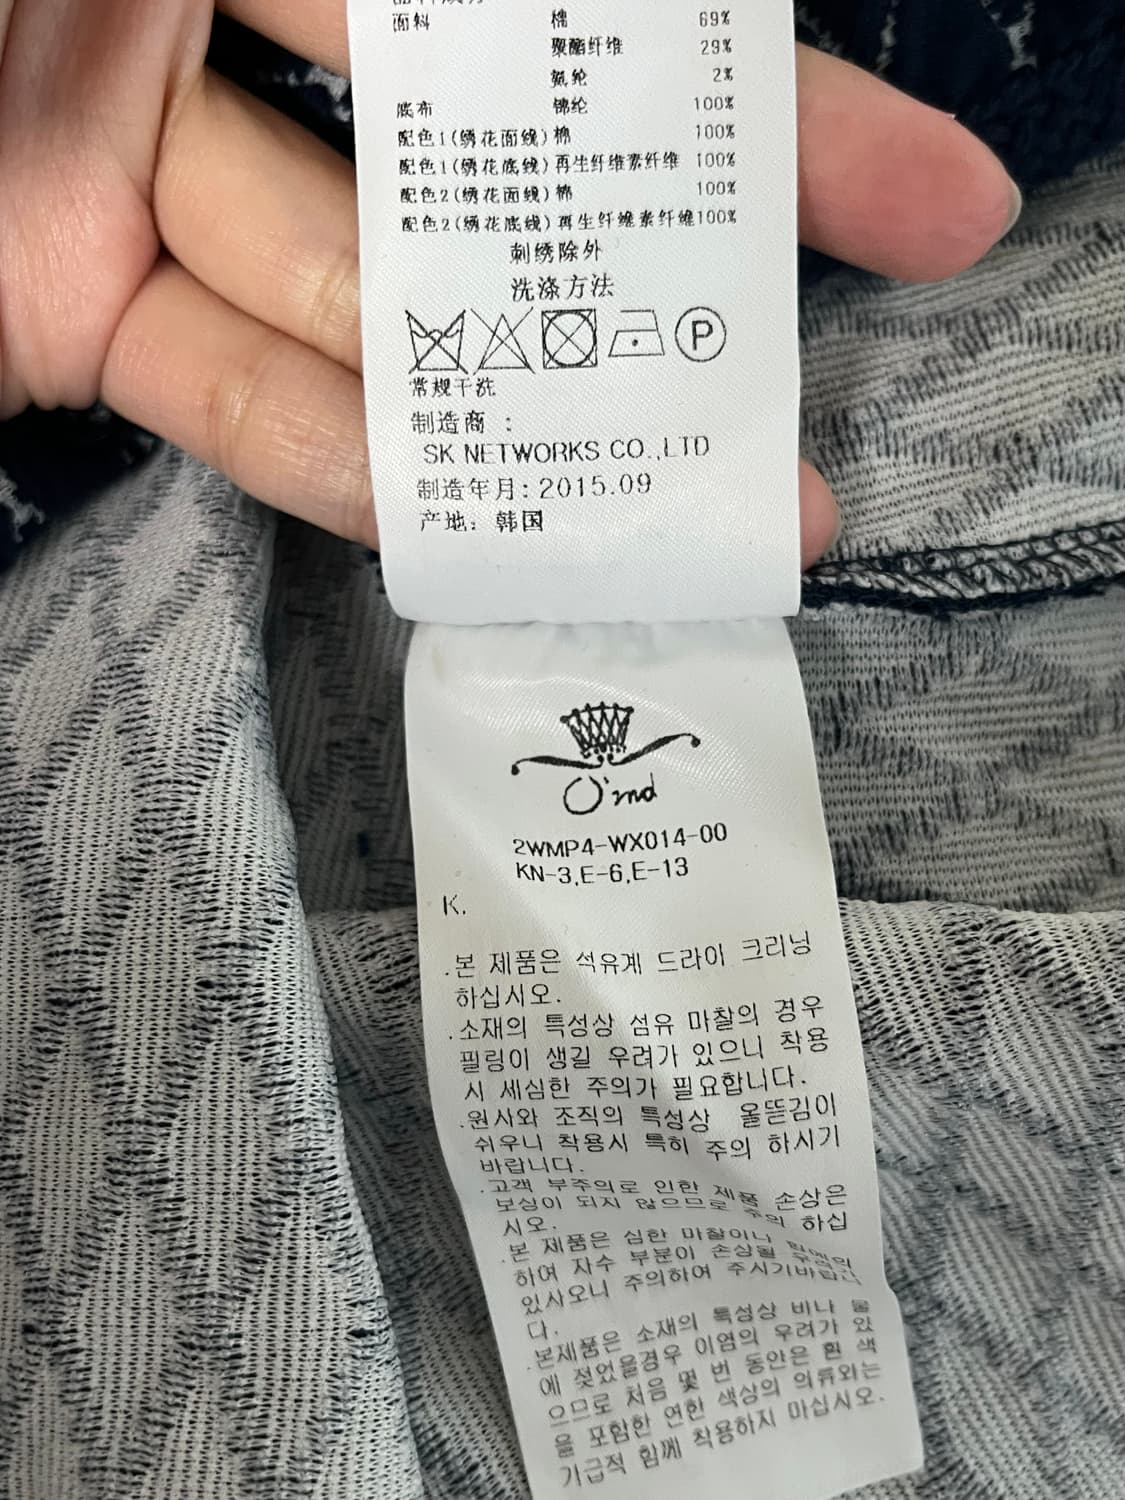 面料 棉 69%
聚酯纤维 29%
氨纶 2%
底布 锦纶 100%
配色1(绣花面线) 棉 100%
配色1(绣花底线) 再生纤维素纤维 100%
配色2(绣花面线) 棉 100%
配色2(绣花底线) 再生纤维素纤维100%
刺绣除外
洗涤方法
P
常规干洗
制造商 :
SK NETWORKS CO.,LTD
制造年月: 2015.09
产地: 韩国
O'2nd
2WMP4-WX014-00
KN-3,E-6,E-13
K.
.본 제품은 석유계 드라이 크리닝
하십시오.
.소재의 특성상 섬유 마찰의 경우
필링이 생길 우려가 있으니 착용
시 세심한 주의가 필요합니다.
.원사와 조직의 특성상 올뜯김이
쉬우니 착용시 특히 주의 하시기
바랍니다.
.고객 부주의로 인한 제품 손상은
보상이 되지 않으므로 주의 하십
시오.
.본 제품은 심한 마찰이나
하여 자수 부분이 손상될 우려가
있사오니 주의하여 주시기바랍니
다.
.본제품은 소재의 특성상 비나 물
에 젖었을경우 이염의 우려가 있
으므로 처음 몇 번 동안은 흰 색
을 포함한 연한 색상의 의류와는
가급적 함께 착용하지 마십시오.